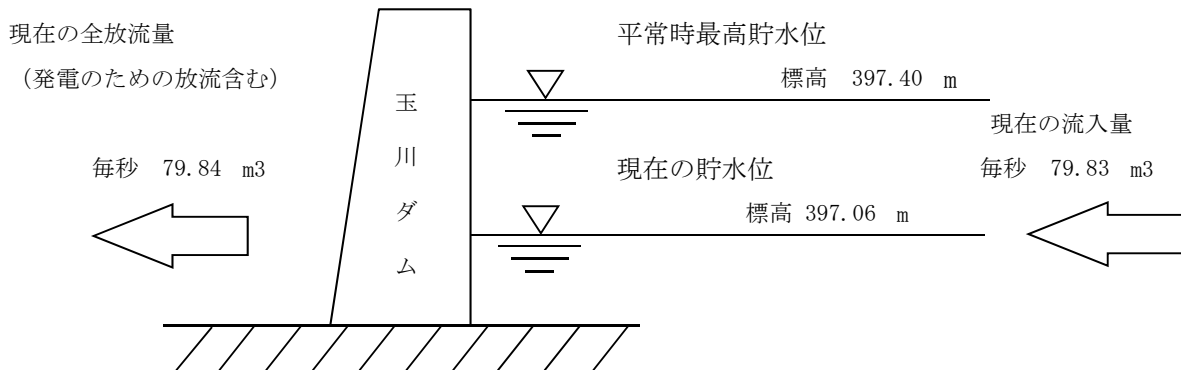 現在の全放流量
（発電のための放流含む）
毎秒　79.84　m3
玉川ダム
平常時最高貯水位
標高　397.40　m
現在の貯水位
標高 397.06　m
現在の流入量
毎秒　79.83　m3